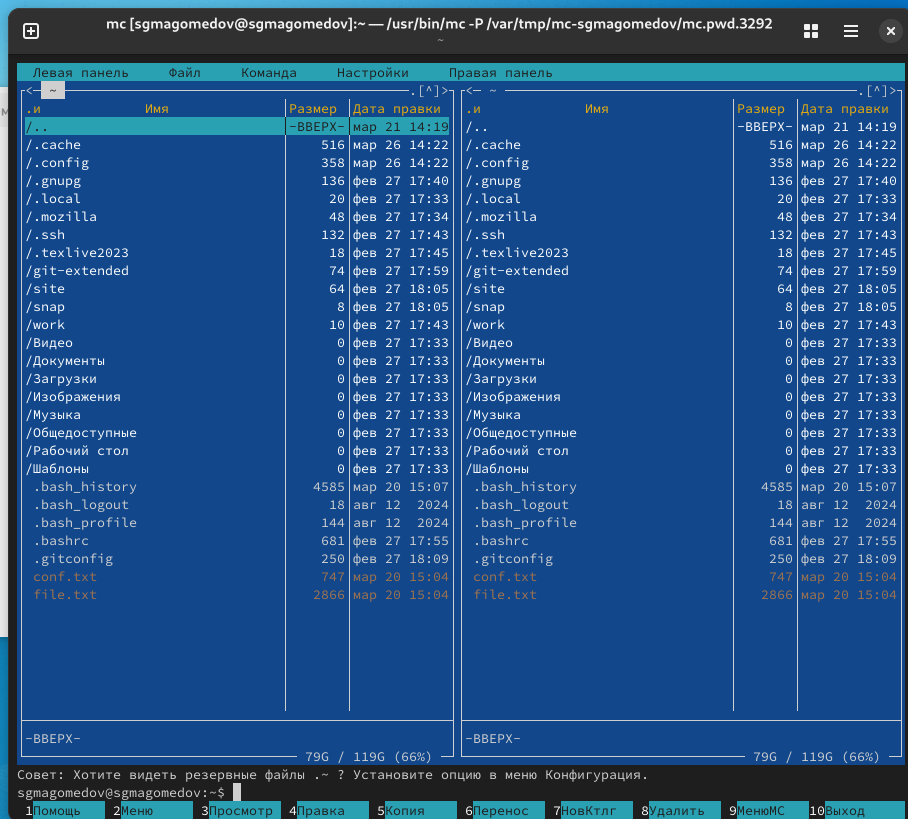 mc [sgmagomedov@sgmagomedov]:~ — /usr/bin/mc -P /var/tmp/mc-sgmagomedov/mc.pwd.3292
~
Левая панель Файл Команда Настройки Правая панель
<— ~ .[^]> <— ~ .[^]>
.и Имя Размер Дата правки .и Имя Размер Дата правки
/.. -ВВЕРХ- мар 21 14:19 /.. -ВВЕРХ- мар 21 14:19
/.cache 516 мар 26 14:22 /.cache 516 мар 26 14:22
/.config 358 мар 26 14:22 /.config 358 мар 26 14:22
/.gnupg 136 фев 27 17:40 /.gnupg 136 фев 27 17:40
/.local 20 фев 27 17:33 /.local 20 фев 27 17:33
/.mozilla 48 фев 27 17:34 /.mozilla 48 фев 27 17:34
/.ssh 132 фев 27 17:43 /.ssh 132 фев 27 17:43
/.texlive2023 18 фев 27 17:45 /.texlive2023 18 фев 27 17:45
/git-extended 74 фев 27 17:59 /git-extended 74 фев 27 17:59
/site 64 фев 27 18:05 /site 64 фев 27 18:05
/snap 8 фев 27 18:05 /snap 8 фев 27 18:05
/work 10 фев 27 17:43 /work 10 фев 27 17:43
/Видео 0 фев 27 17:33 /Видео 0 фев 27 17:33
/Документы 0 фев 27 17:33 /Документы 0 фев 27 17:33
/Загрузки 0 фев 27 17:33 /Загрузки 0 фев 27 17:33
/Изображения 0 фев 27 17:33 /Изображения 0 фев 27 17:33
/Музыка 0 фев 27 17:33 /Музыка 0 фев 27 17:33
/Общедоступные 0 фев 27 17:33 /Общедоступные 0 фев 27 17:33
/Рабочий стол 0 фев 27 17:33 /Рабочий стол 0 фев 27 17:33
/Шаблоны 0 фев 27 17:33 /Шаблоны 0 фев 27 17:33
.bash_history 4585 мар 20 15:07 .bash_history 4585 мар 20 15:07
.bash_logout 18 авг 12 2024 .bash_logout 18 авг 12 2024
.bash_profile 144 авг 12 2024 .bash_profile 144 авг 12 2024
.bashrc 681 фев 27 17:55 .bashrc 681 фев 27 17:55
.gitconfig 250 фев 27 18:09 .gitconfig 250 фев 27 18:09
conf.txt 747 мар 20 15:04 conf.txt 747 мар 20 15:04
file.txt 2866 мар 20 15:04 file.txt 2866 мар 20 15:04
-ВВЕРХ- -ВВЕРХ-
79G / 119G (66%) 79G / 119G (66%)
Совет: Хотите видеть резервные файлы .~ ? Установите опцию в меню Конфигурация.
sgmagomedov@sgmagomedov:~$
1Помощь 2Меню 3Просмотр 4Правка 5Копия 6Перенос 7НовКтлг 8Удалить 9МенюМС 10Выход